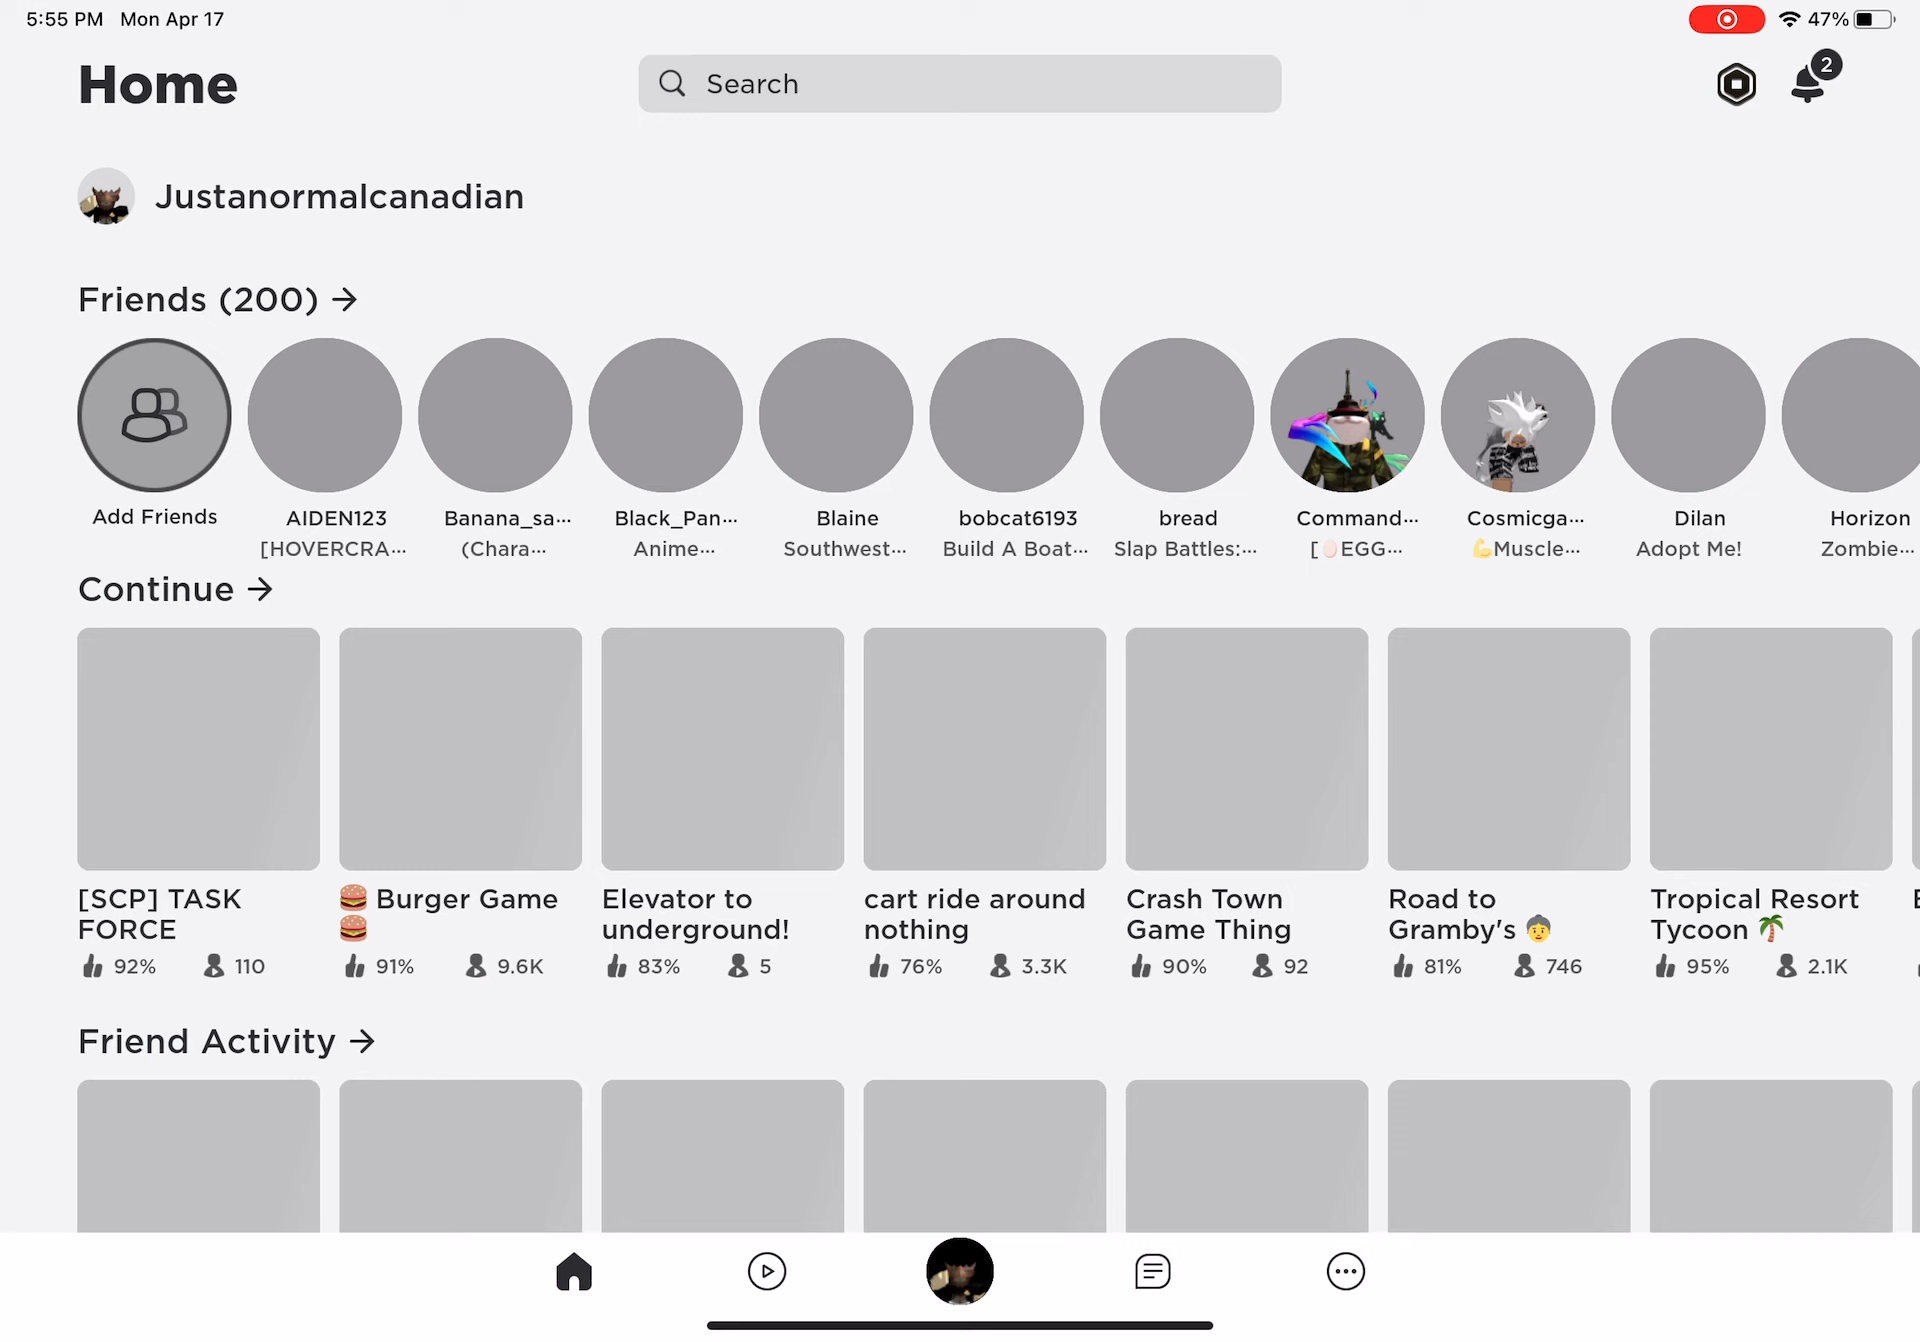 5:55 PM Mon Apr 17
47%
Home
Search
2
Justanormalcanadian
Friends (200) →
Add Friends
AIDEN123
[HOVERCRA...
Banana_sa...
(Chara...
Black_Pan...
Anime...
Blaine
Southwest...
bobcat6193
Build A Boat...
bread
Slap Battles:...
Command...
[🥚EGG...
Cosmicga...
💪Muscle...
Dilan
Adopt Me!
Horizon
Zombie...
Continue →
[SCP] TASK
FORCE
92% 110
🍔 Burger Game
🍔
91% 9.6K
Elevator to
underground!
83% 5
cart ride around
nothing
76% 3.3K
Crash Town
Game Thing
90% 92
Road to
Gramby's 👵
81% 746
Tropical Resort
Tycoon 🌴
95% 2.1K
Friend Activity →